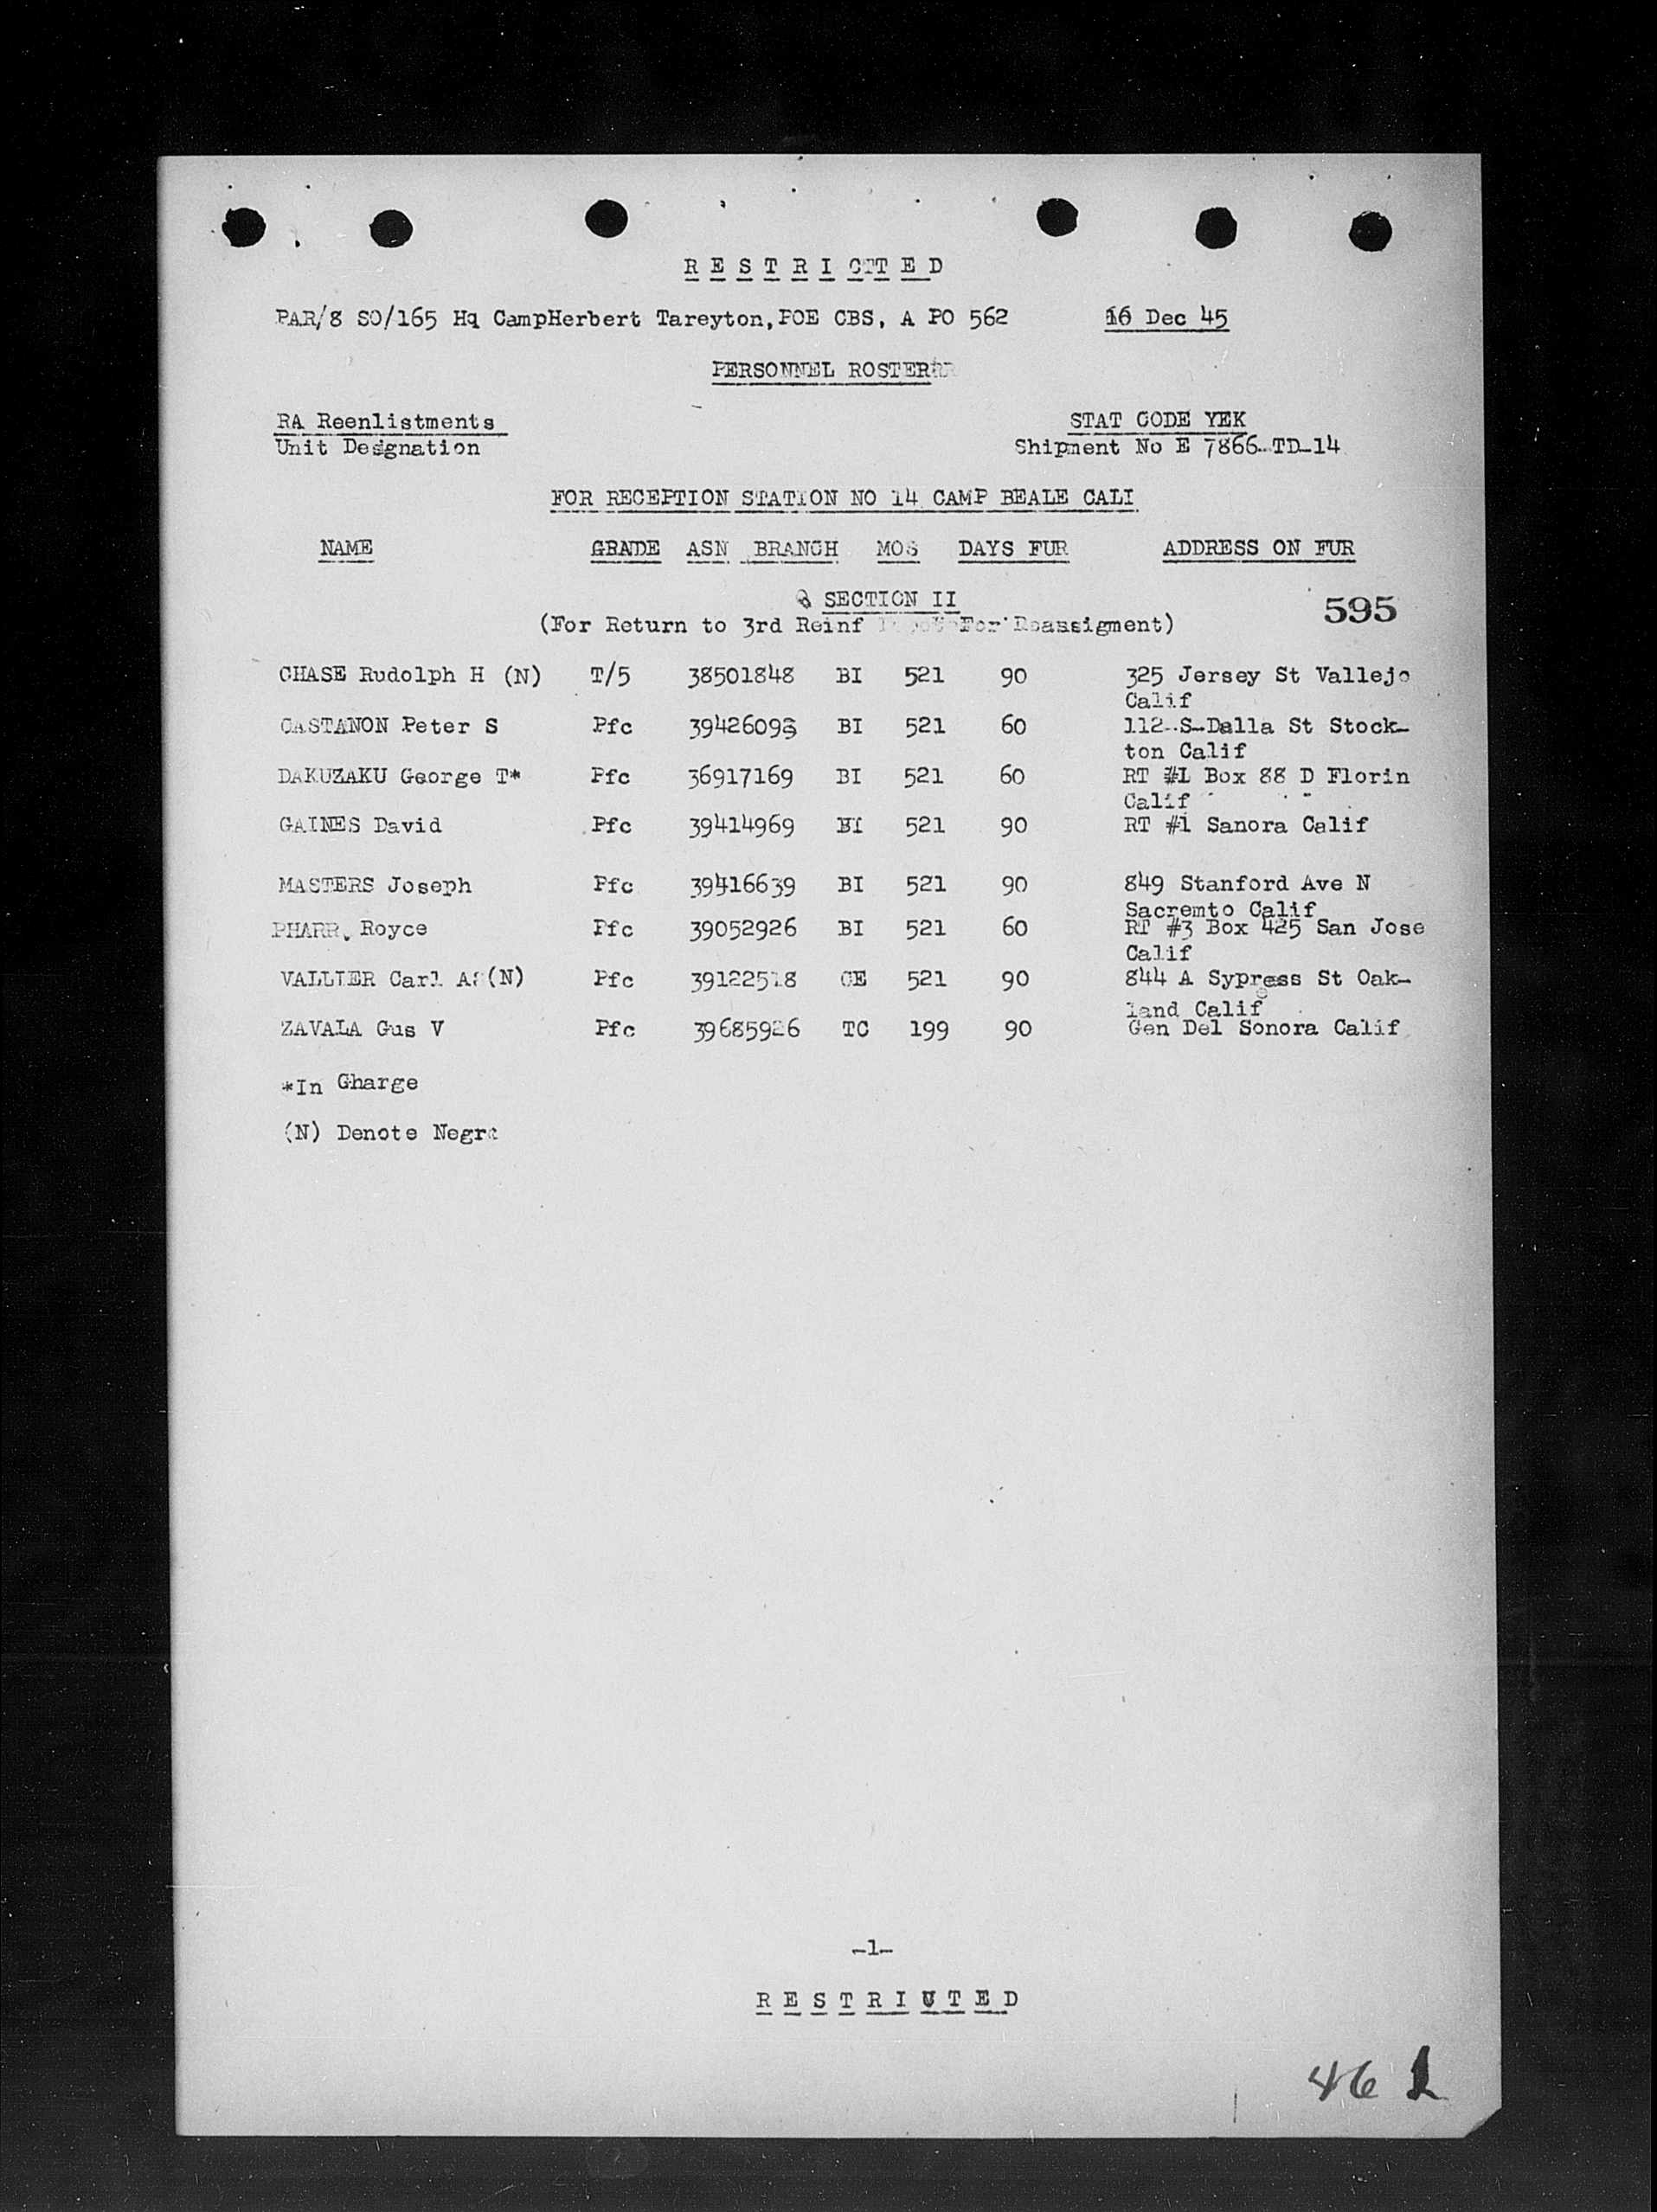 RESTRICTED
PAR/8 SO/165 Hq CampHerbert Tareyton, POE CBS, A PO 562 16 Dec 45
PERSONNEL ROSTER
RA Reenlistments STAT CODE YEK
Unit Desgnation Shipment No E 7866-TD-14
FOR RECEPTION STATION NO 14 CAMP BEALE CALI
NAME GRADE ASN BRANCH MOS DAYS FUR ADDRESS ON FUR
SECTION II
595
(For Return to 3rd Reinf For Reassigment)
CHASE Rudolph H (N) T/5 38501848 BI 521 90 325 Jersey St Vallejo
Calif
CASTANON Peter S Pfc BI 521 60 112 S-Dalla St Stock-
ton Calif
DAKUZAKU George T* Pfc 36917169 BI 521 60 RT #1 Box 88 D Florin
Calif
GAINES David Pfc 39414969 BI 521 90 RT #1 Sanora Calif
MASTERS Joseph Pfc 39416639 BI 521 90 849 Stanford Ave N
Sacremto Calif
PHARR, Royce Pfc 39052926 BI 521 60 RT #3 Box 425 San Jose
Calif
VALLIER Carl A (N) Pfc 39122518 CE 521 90 844 A Sypress St Oak-
land Calif
ZAVALA Gus V Pfc 39685926 TC 199 90 Gen Del Sonora Calif
*In Charge
(N) Denote Negro
-1-
RESTRICTED
46 1